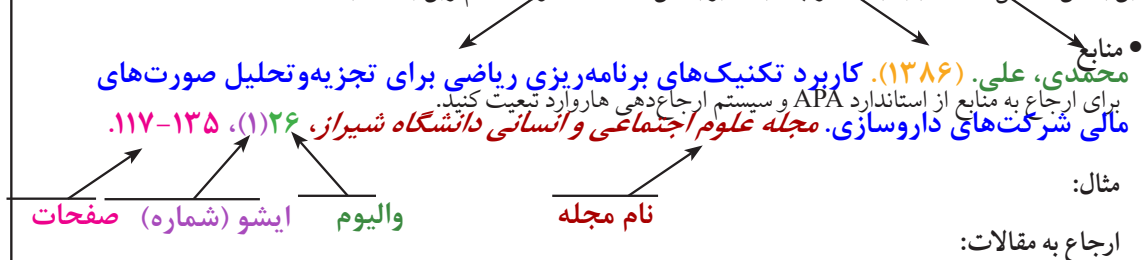 • منابع
محمدی، علی. (۱۳۸۶). کاربرد تکنیک‌های برنامه‌ریزی ریاضی برای تجزیه‌وتحلیل صورت‌های
برای ارجاع به منابع از استاندارد APA و سیستم ارجاع‌دهی هاروارد تبعیت کنید.
مالی شرکت‌های داروسازی. مجله علوم اجتماعی و انسانی دانشگاه شیراز، ۲۶(۱)، ۱۳۵–۱۱۷.
مثال:
نام مجله والیوم ایشو (شماره) صفحات
ارجاع به مقالات: